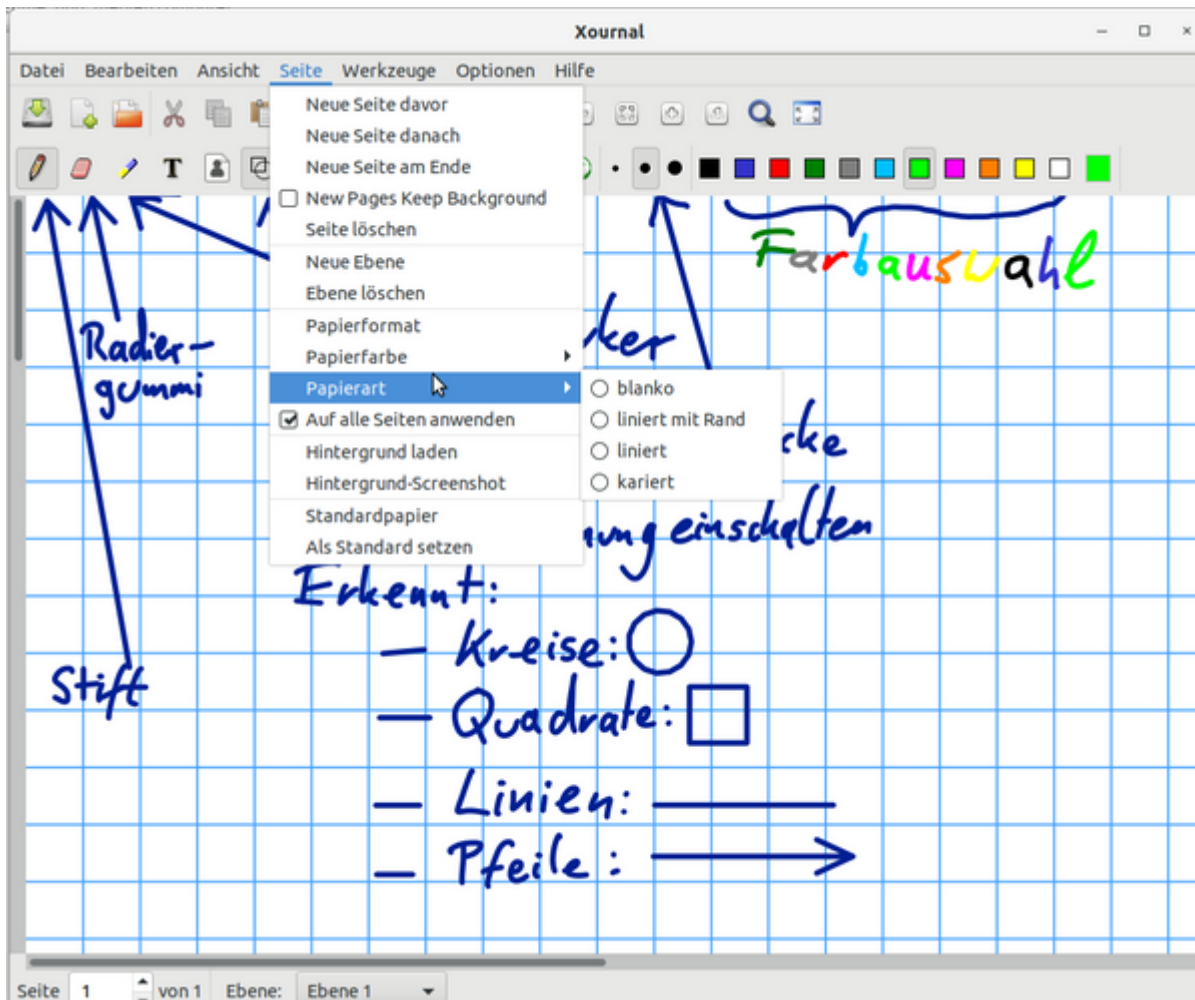 Xournal
Datei Bearbeiten Ansicht Seite Werkzeuge Optionen Hilfe
Neue Seite davor
Neue Seite danach
Neue Seite am Ende
New Pages Keep Background
Seite löschen
Neue Ebene
Ebene löschen
Papierformat
Papierfarbe
Papierart
Auf alle Seiten anwenden
Hintergrund laden
Hintergrund-Screenshot
Standardpapier
Als Standard setzen
blanko
liniert mit Rand
liniert
kariert
T
Farbauswahl
Radier-
gummi
einschalten
Erkennt:
— Kreise:
Stift
— Quadrate:
— Linien:
— Pfeile:
Seite 1 von 1 Ebene: Ebene 1